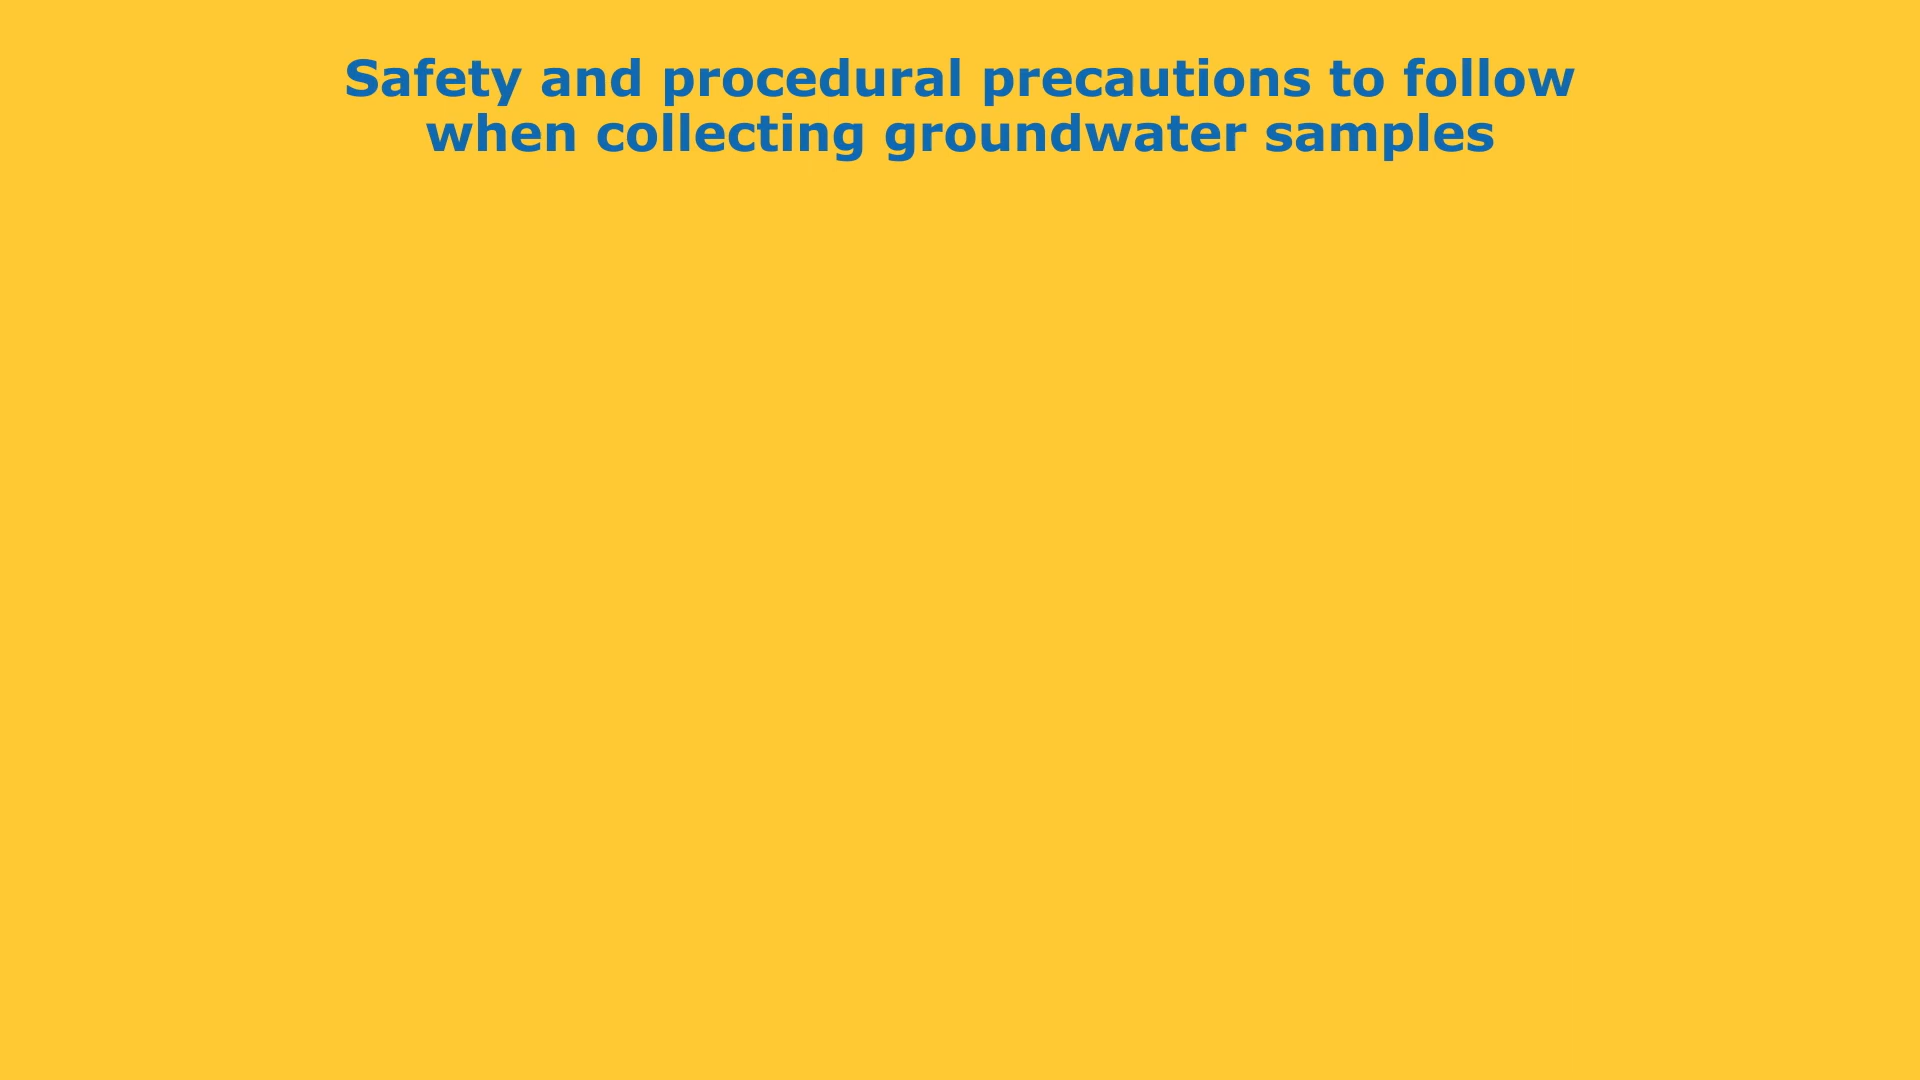 Safety and procedural precautions to follow
when collecting groundwater samples